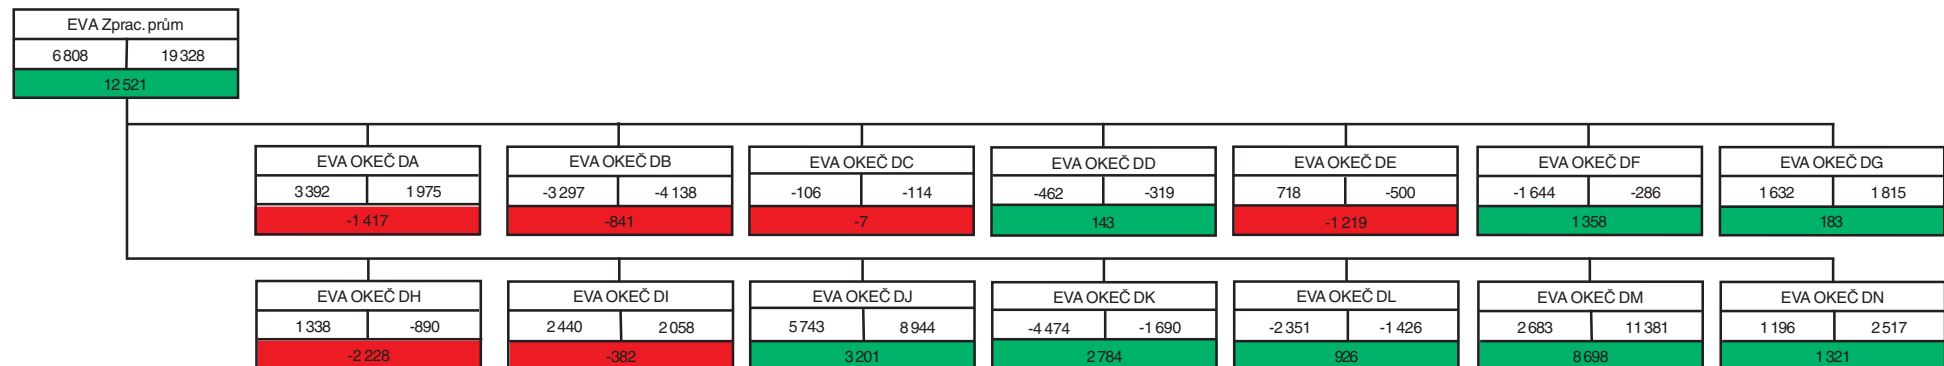 EVA Zprac. prům
6 808 19 328
12 521
EVA OKEČ DA EVA OKEČ DB EVA OKEČ DC EVA OKEČ DD EVA OKEČ DE EVA OKEČ DF EVA OKEČ DG
3 392 1 975 -3 297 -4 138 -106 -114 -462 -319 718 -500 -1 644 -286 1 632 1 815
-1 417 -841 -7 143 -1 219 1 358 183
EVA OKEČ DH EVA OKEČ DI EVA OKEČ DJ EVA OKEČ DK EVA OKEČ DL EVA OKEČ DM EVA OKEČ DN
1 338 -890 2 440 2 058 5 743 8 944 -4 474 -1 690 -2 351 -1 426 2 683 11 381 1 196 2 517
-2 228 -382 3 201 2 784 926 8 698 1 321